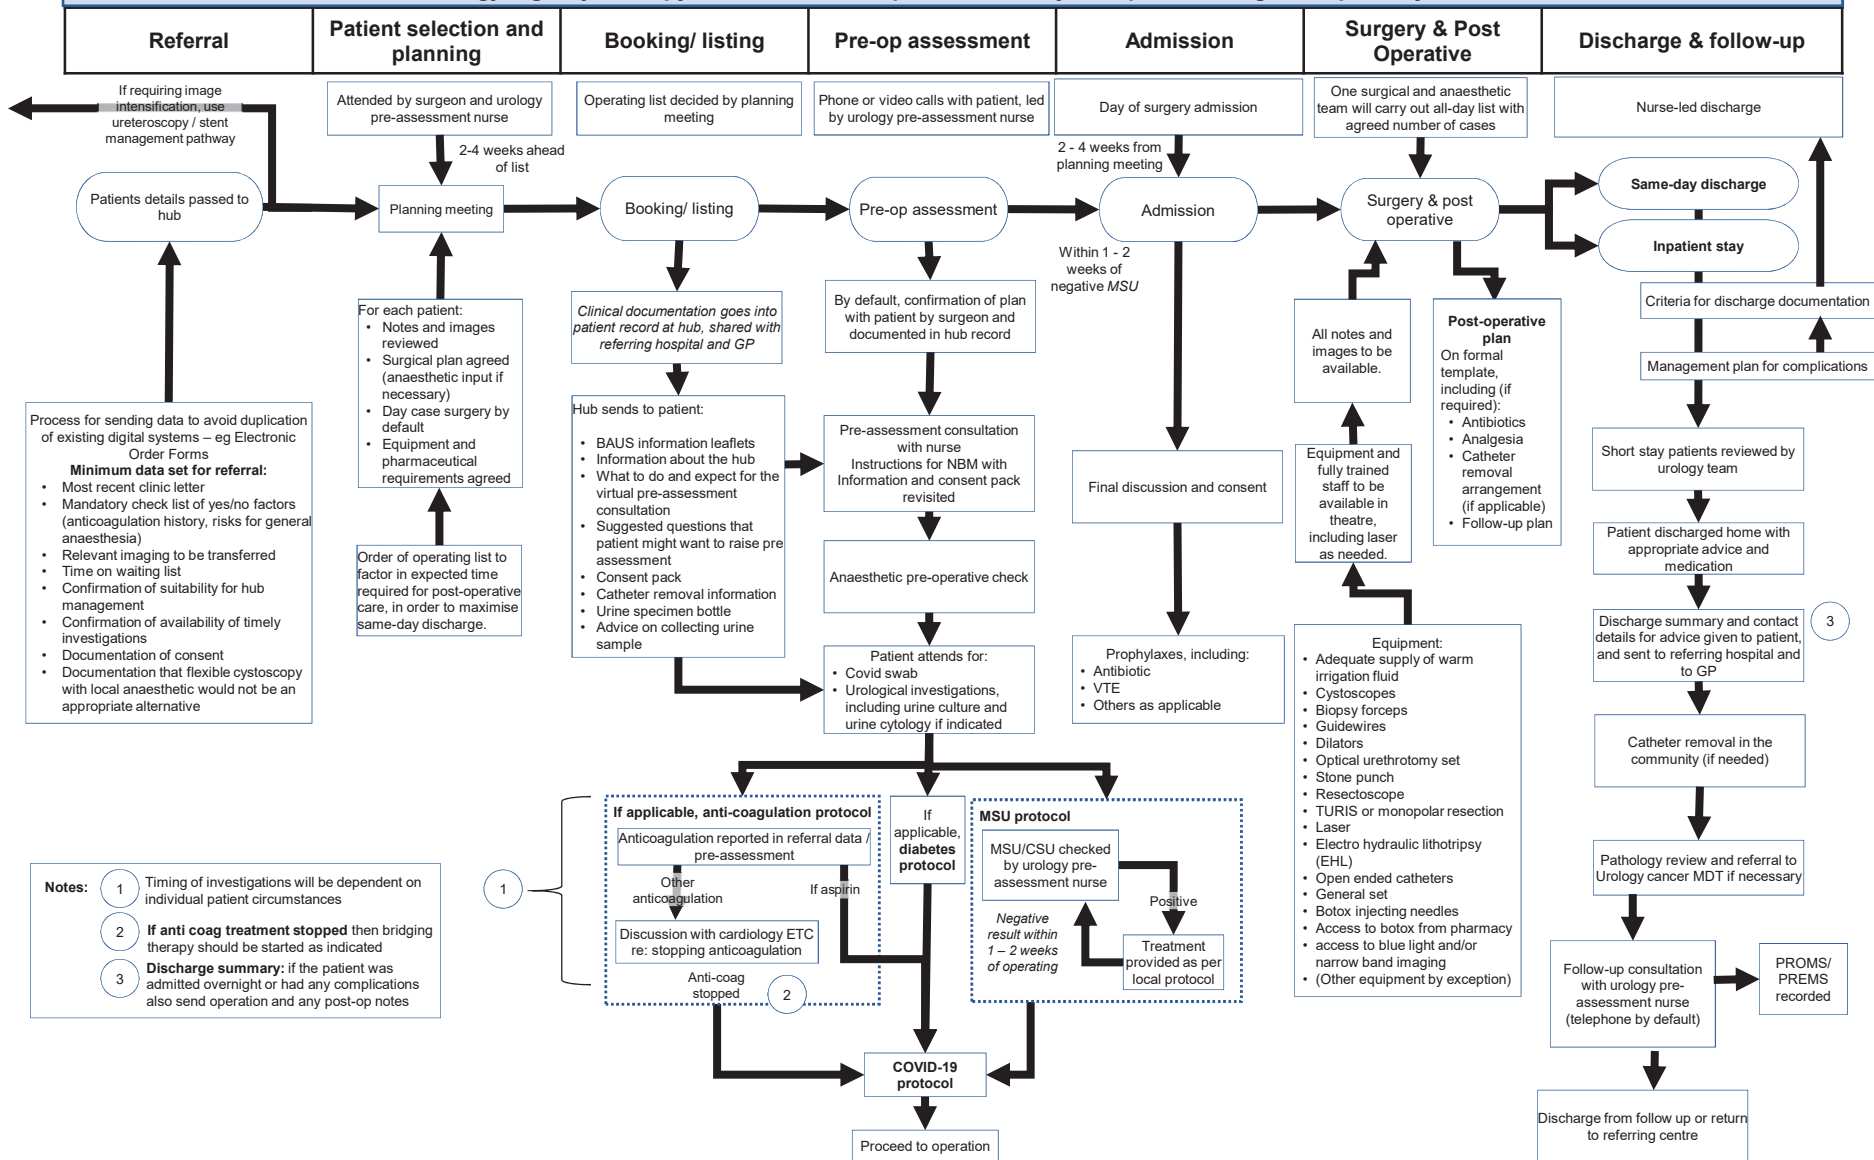 Referral
Patient selection and
planning
Booking/ listing
Pre-op assessment
Admission
Surgery & Post
Operative
Discharge & follow-up
If requiring image
intensification, use
ureteroscopy / stent
management pathway
Patients details passed to
hub
Process for sending data to avoid duplication
of existing digital systems – eg Electronic
Order Forms
Minimum data set for referral:
• Most recent clinic letter
• Mandatory check list of yes/no factors
(anticoagulation history, risks for general
anaesthesia)
• Relevant imaging to be transferred
• Time on waiting list
• Confirmation of suitability for hub
management
• Confirmation of availability of timely
investigations
• Documentation of consent
• Documentation that flexible cystoscopy
with local anaesthetic would not be an
appropriate alternative
Attended by surgeon and urology
pre-assessment nurse
2-4 weeks ahead
of list
Planning meeting
For each patient:
• Notes and images
reviewed
• Surgical plan agreed
(anaesthetic input if
necessary)
• Day case surgery by
default
• Equipment and
pharmaceutical
requirements agreed
Order of operating list to
factor in expected time
required for post-operative
care, in order to maximise
same-day discharge.
Operating list decided by planning
meeting
Booking/ listing
Clinical documentation goes into
patient record at hub, shared with
referring hospital and GP
Hub sends to patient:
• BAUS information leaflets
• Information about the hub
• What to do and expect for the
virtual pre-assessment
consultation
• Suggested questions that
patient might want to raise pre
assessment
• Consent pack
• Catheter removal information
• Urine specimen bottle
• Advice on collecting urine
sample
Phone or video calls with patient, led
by urology pre-assessment nurse
Pre-op assessment
By default, confirmation of plan
with patient by surgeon and
documented in hub record
Pre-assessment consultation
with nurse
Instructions for NBM with
Information and consent pack
revisited
Anaesthetic pre-operative check
Patient attends for:
• Covid swab
• Urological investigations,
including urine culture and
urine cytology if indicated
If applicable, anti-coagulation protocol
Anticoagulation reported in referral data /
pre-assessment
Other
anticoagulation
If aspirin
Discussion with cardiology ETC
re: stopping anticoagulation
Anti-coag
stopped
2
1
If
applicable,
diabetes
protocol
MSU protocol
MSU/CSU checked
by urology pre-
assessment nurse
Positive
Negative
result within
1 – 2 weeks
of operating
Treatment
provided as per
local protocol
COVID-19
protocol
Proceed to operation
Day of surgery admission
2 - 4 weeks from
planning meeting
Admission
Within 1 - 2
weeks of
negative MSU
Final discussion and consent
Prophylaxes, including:
• Antibiotic
• VTE
• Others as applicable
One surgical and anaesthetic
team will carry out all-day list with
agreed number of cases
Surgery & post
operative
All notes and
images to be
available.
Equipment and
fully trained
staff to be
available in
theatre,
including laser
as needed.
Post-operative
plan
On formal
template,
including (if
required):
• Antibiotics
• Analgesia
• Catheter
removal
arrangement
(if applicable)
• Follow-up plan
Equipment:
• Adequate supply of warm
irrigation fluid
• Cystoscopes
• Biopsy forceps
• Guidewires
• Dilators
• Optical urethrotomy set
• Stone punch
• Resectoscope
• TURIS or monopolar resection
• Laser
• Electro hydraulic lithotripsy
(EHL)
• Open ended catheters
• General set
• Botox injecting needles
• Access to botox from pharmacy
• access to blue light and/or
narrow band imaging
• (Other equipment by exception)
Nurse-led discharge
Same-day discharge
Inpatient stay
Criteria for discharge documentation
Management plan for complications
Short stay patients reviewed by
urology team
Patient discharged home with
appropriate advice and
medication
Discharge summary and contact
details for advice given to patient,
and sent to referring hospital and
to GP
3
Catheter removal in the
community (if needed)
Pathology review and referral to
Urology cancer MDT if necessary
Follow-up consultation
with urology pre-
assessment nurse
(telephone by default)
PROMS/
PREMS
recorded
Discharge from follow up or return
to referring centre
Notes:
1 Timing of investigations will be dependent on
individual patient circumstances
2 If anti coag treatment stopped then bridging
therapy should be started as indicated
3 Discharge summary: if the patient was
admitted overnight or had any complications
also send operation and any post-op notes